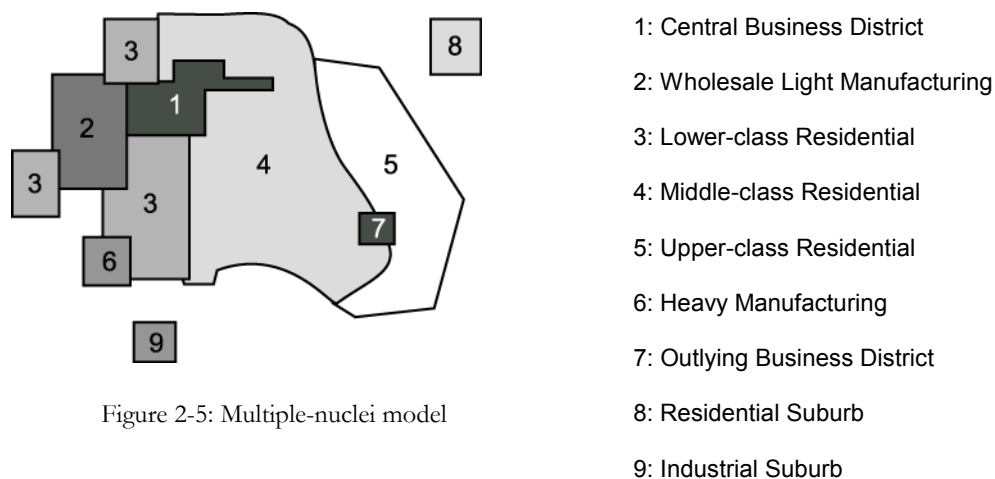 3
8
1
2
4
5
3
3
7
6
9
Figure 2-5: Multiple-nuclei model
1: Central Business District
2: Wholesale Light Manufacturing
3: Lower-class Residential
4: Middle-class Residential
5: Upper-class Residential
6: Heavy Manufacturing
7: Outlying Business District
8: Residential Suburb
9: Industrial Suburb